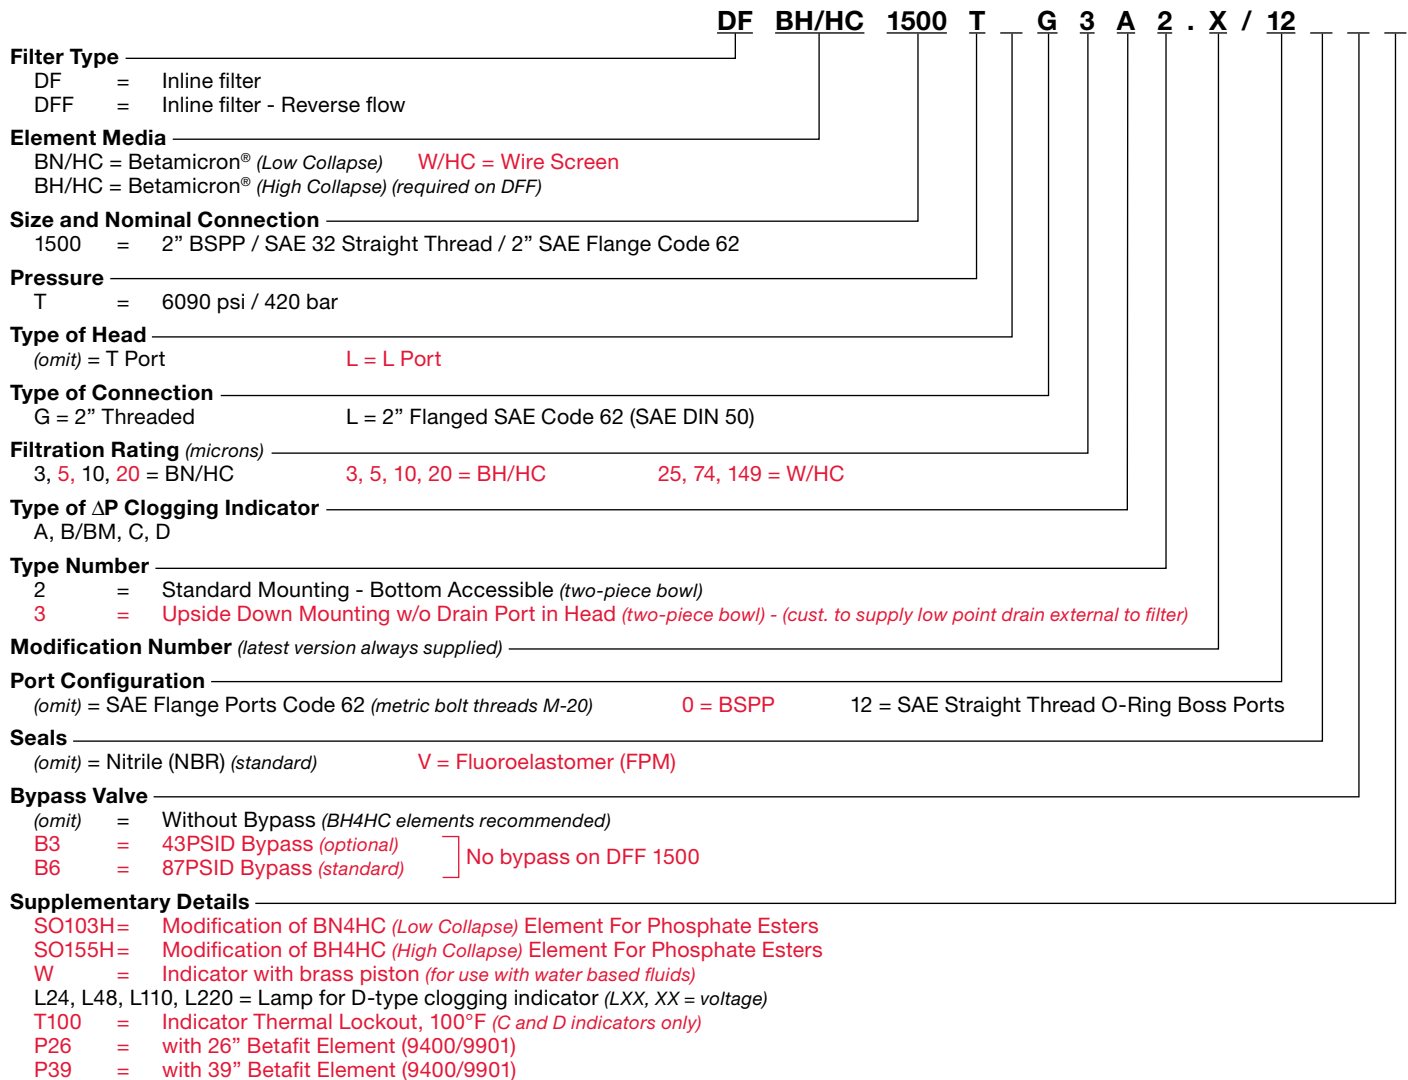 DF BH/HC 1500 T _ G 3 A 2 . X / 12 _ _ _
Filter Type
DF = Inline filter
DFF = Inline filter - Reverse flow
Element Media
BN/HC = Betamicron® (Low Collapse) W/HC = Wire Screen
BH/HC = Betamicron® (High Collapse) (required on DFF)
Size and Nominal Connection
1500 = 2” BSPP / SAE 32 Straight Thread / 2” SAE Flange Code 62
Pressure
T = 6090 psi / 420 bar
Type of Head
(omit) = T Port L = L Port
Type of Connection
G = 2” Threaded L = 2” Flanged SAE Code 62 (SAE DIN 50)
Filtration Rating (microns)
3, 5, 10, 20 = BN/HC 3, 5, 10, 20 = BH/HC 25, 74, 149 = W/HC
Type of ∆P Clogging Indicator
A, B/BM, C, D
Type Number
2 = Standard Mounting - Bottom Accessible (two-piece bowl)
3 = Upside Down Mounting w/o Drain Port in Head (two-piece bowl) - (cust. to supply low point drain external to filter)
Modification Number (latest version always supplied)
Port Configuration
(omit) = SAE Flange Ports Code 62 (metric bolt threads M-20) 0 = BSPP 12 = SAE Straight Thread O-Ring Boss Ports
Seals
(omit) = Nitrile (NBR) (standard) V = Fluoroelastomer (FPM)
Bypass Valve
(omit) = Without Bypass (BH4HC elements recommended)
B3 = 43PSID Bypass (optional)
B6 = 87PSID Bypass (standard)
No bypass on DFF 1500
Supplementary Details
SO103H= Modification of BN4HC (Low Collapse) Element For Phosphate Esters
SO155H= Modification of BH4HC (High Collapse) Element For Phosphate Esters
W = Indicator with brass piston (for use with water based fluids)
L24, L48, L110, L220 = Lamp for D-type clogging indicator (LXX, XX = voltage)
T100 = Indicator Thermal Lockout, 100°F (C and D indicators only)
P26 = with 26” Betafit Element (9400/9901)
P39 = with 39” Betafit Element (9400/9901)